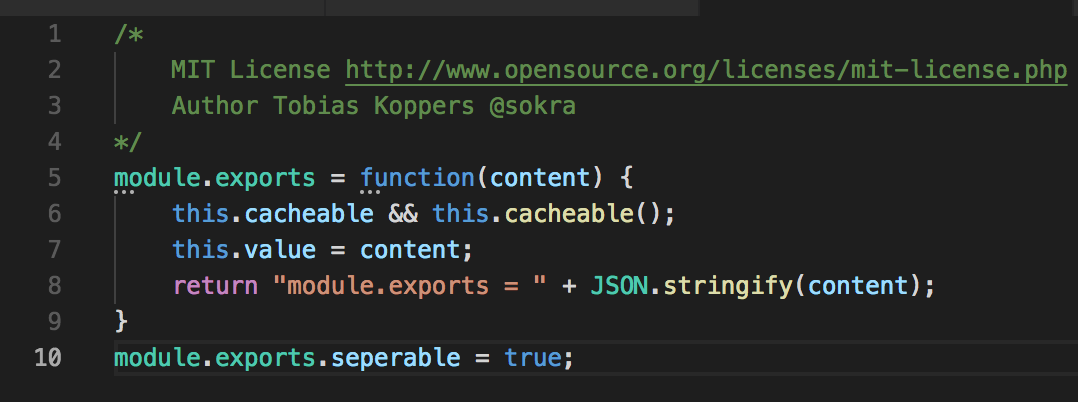 1 /*
2 MIT License http://www.opensource.org/licenses/mit-license.php
3 Author Tobias Koppers @sokra
4 */
5 module.exports = function(content) {
6 this.cacheable && this.cacheable();
7 this.value = content;
8 return "module.exports = " + JSON.stringify(content);
9 }
10 module.exports.seperable = true;